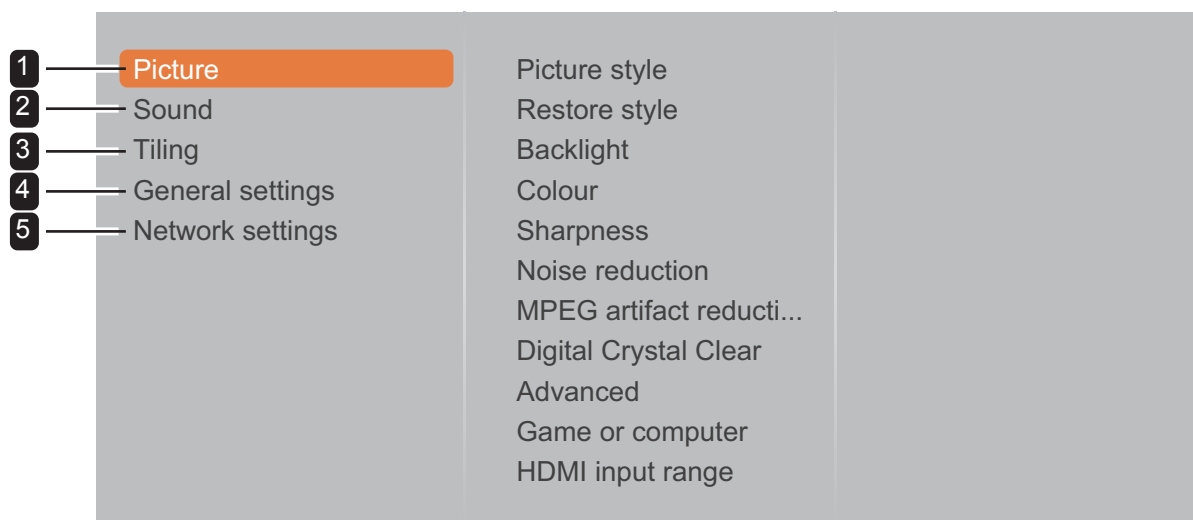 1 Picture
2 Sound
3 Tiling
4 General settings
5 Network settings
Picture style
Restore style
Backlight
Colour
Sharpness
Noise reduction
MPEG artifact reducti...
Digital Crystal Clear
Advanced
Game or computer
HDMI input range